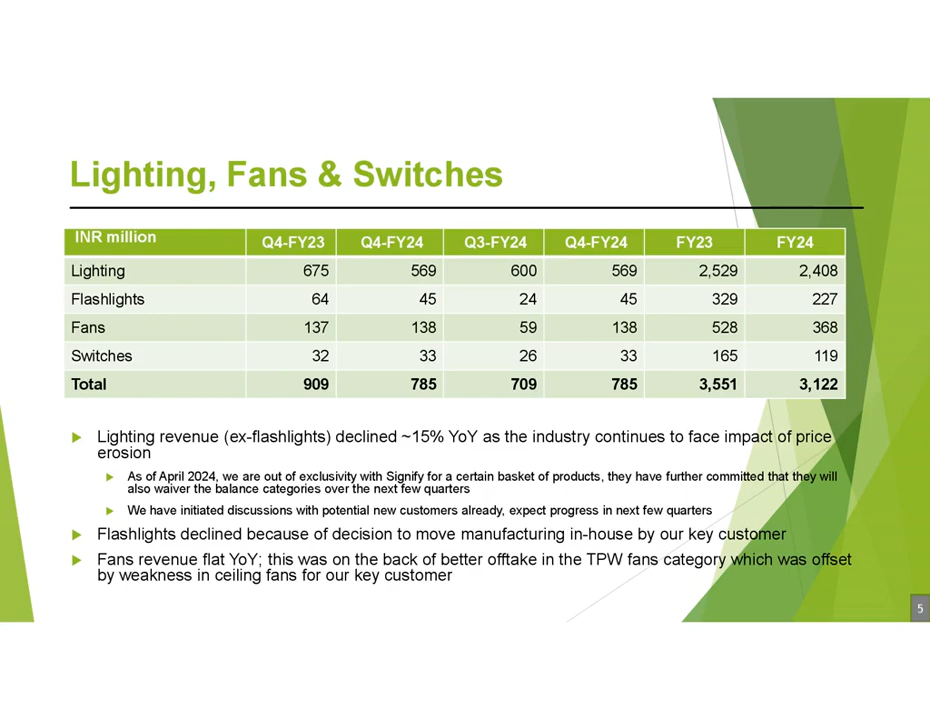 Lighting, Fans & Switches
INR million Q4-FY23 Q4-FY24 Q3-FY24 Q4-FY24 FY23 FY24
Lighting 675 569 600 569 2,529 2,408
Flashlights 64 45 24 45 329 227
Fans 137 138 59 138 528 368
Switches 32 33 26 33 165 119
Total 909 785 709 785 3,551 3,122
Lighting revenue (ex-flashlights) declined ~15% YoY as the industry continues to face impact of price
erosion
As of April 2024, we are out of exclusivity with Signify for a certain basket of products, they have further committed that they will
also waiver the balance categories over the next few quarters
We have initiated discussions with potential new customers already, expect progress in next few quarters
Flashlights declined because of decision to move manufacturing in-house by our key customer
Fans revenue flat YoY; this was on the back of better offtake in the TPW fans category which was offset
by weakness in ceiling fans for our key customer
5